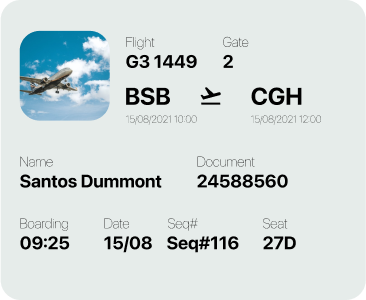 Flight Gate
G3 1449 2
BSB CGH
15/08/2021 10:00 15/08/2021 12:00
Name Document
Santos Dummont 24588560
Boarding Date Seq# Seat
09:25 15/08 Seq#116 27D